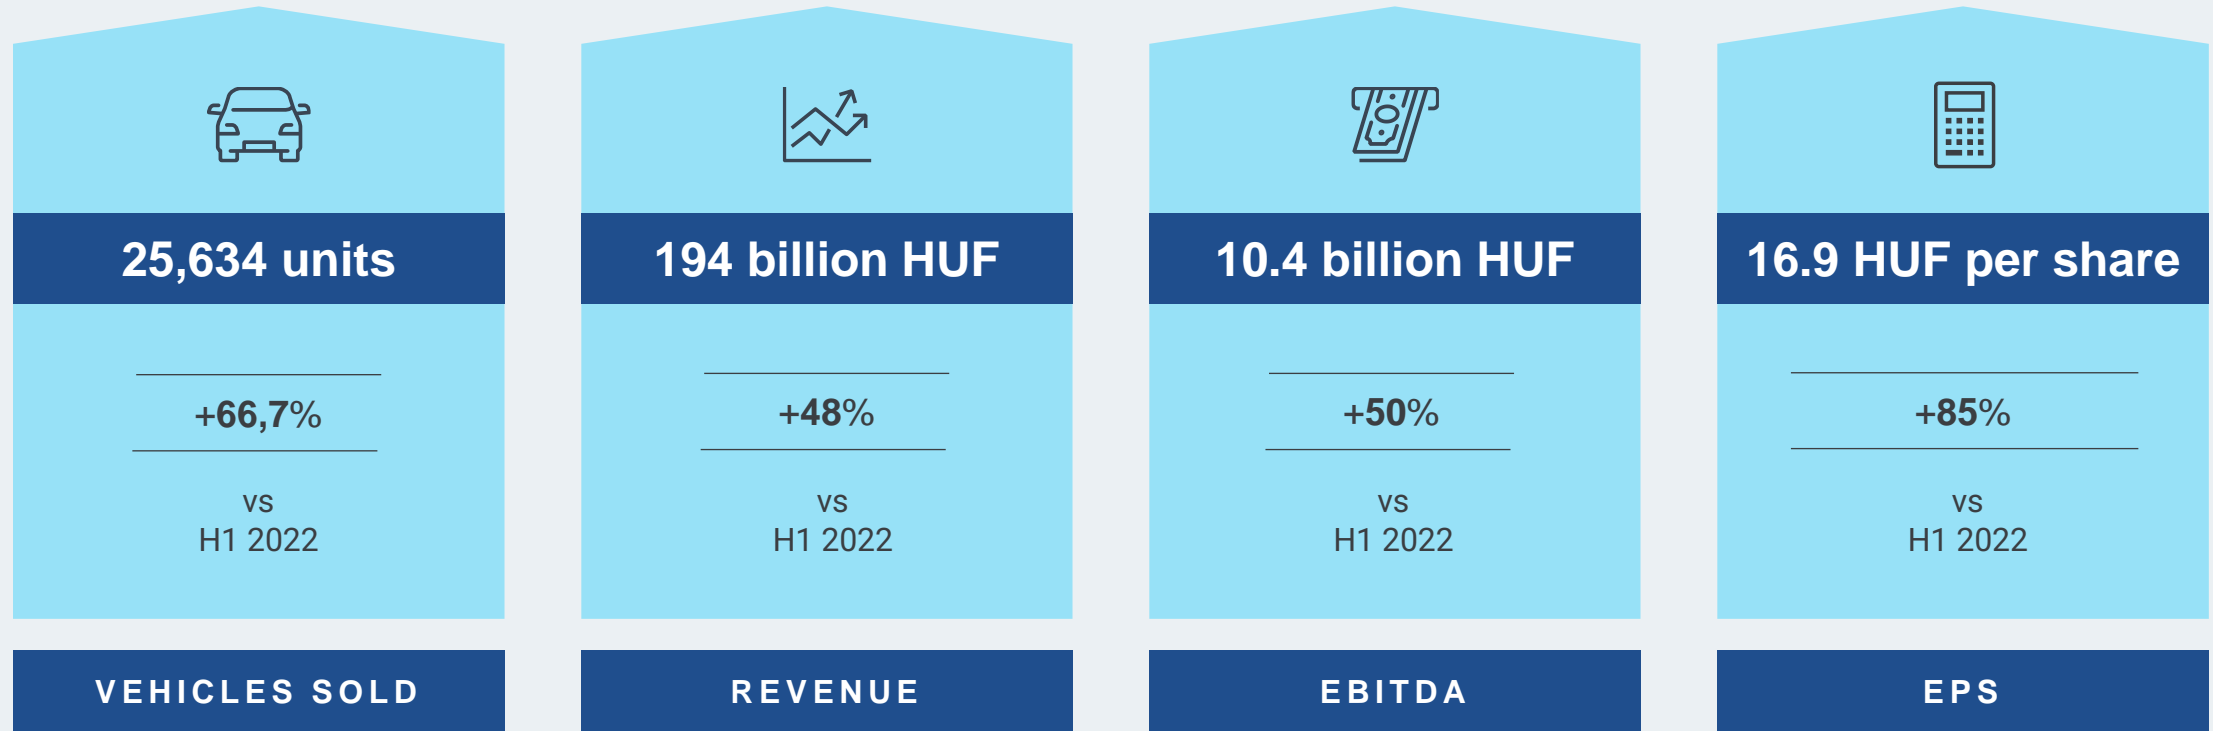 25,634 units
+66,7%
vs
H1 2022
VEHICLES SOLD
194 billion HUF
+48%
vs
H1 2022
REVENUE
10.4 billion HUF
+50%
vs
H1 2022
EBITDA
16.9 HUF per share
+85%
vs
H1 2022
EPS